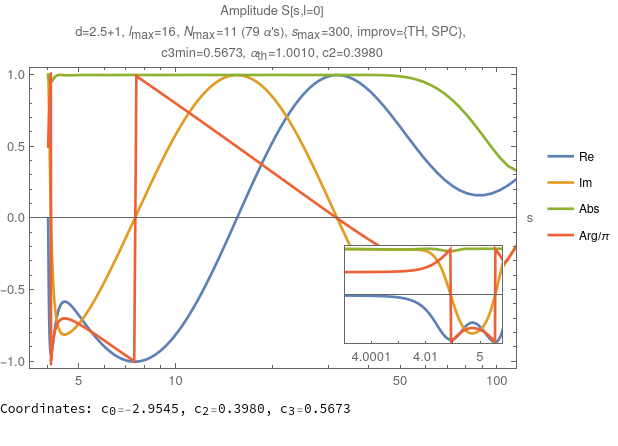 Amplitude S[s,l=0]
d=2.5+1, lmax=16, Nmax=11 (79 α's), smax=300, improv={TH, SPC},
c3min=0.5673, αth=1.0010, c2=0.3980
1.0
0.5
0.0
-0.5
-1.0
5
10
50
100
s
4.0001
4.01
5
Re
Im
Abs
Arg/π
Coordinates: c0=-2.9545, c2=0.3980, c3=0.5673